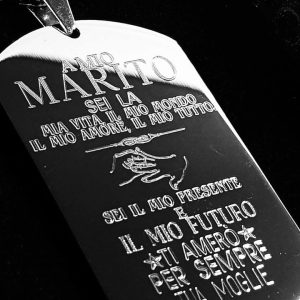 A MIO
MARITO
SEI LA
MIA VITA, IL MIO MONDO
IL MIO AMORE, IL MIO TUTTO
SEI IL MIO PRESENTE
E
IL MIO FUTURO
TI AMERÒ
PER SEMPRE
TUA MOGLIE